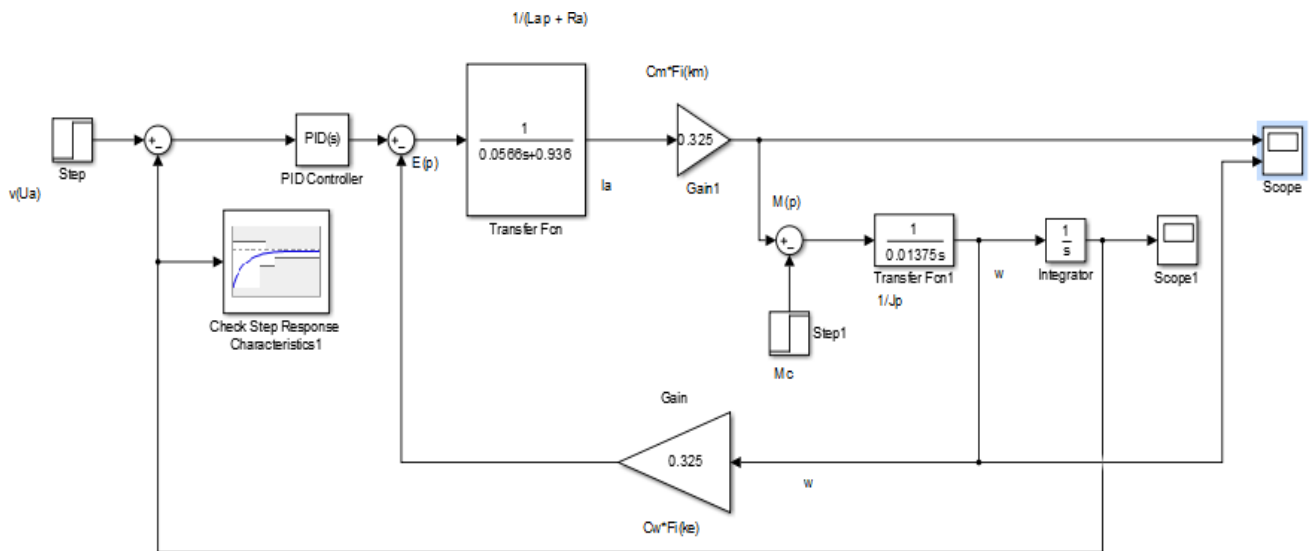 1/(Lap + Ra)
Cm*Fi(km)
v(Ua)
Step
+
-
PID(s)
PID Controller
+
-
E(p)
1
0.0566s+0.936
Transfer Fcn
Ia
0.325
Gain1
Scope
M(p)
+
-
1
0.01375s
Transfer Fcn1
1/Jp
w
1
s
Integrator
Scope1
Check Step Response
Characteristics1
Step1
Mc
Gain
0.325
w
Cw*Fi(ke)